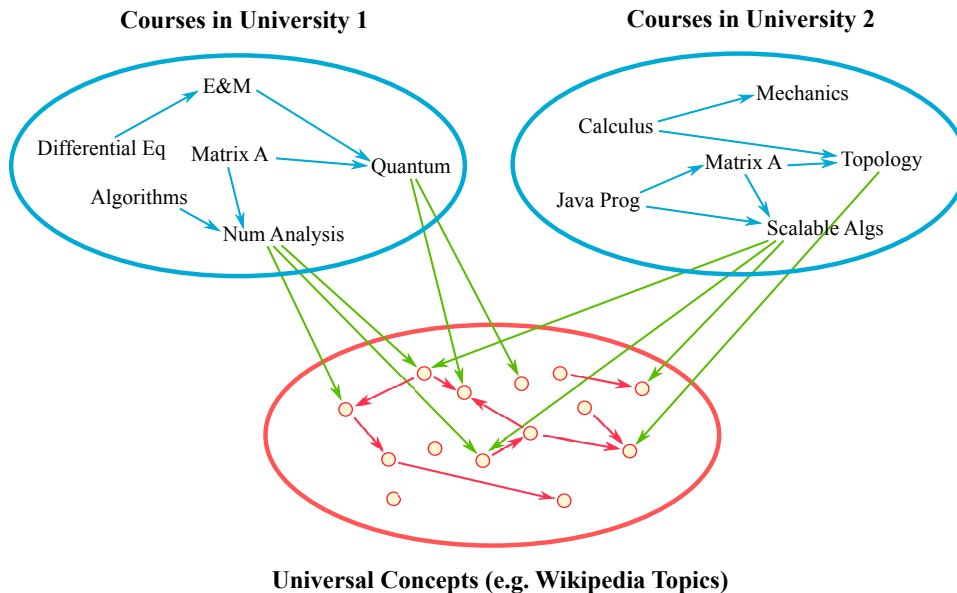 Courses in University 1
Courses in University 2
E&M
Differential Eq
Matrix A
Quantum
Algorithms
Num Analysis
Mechanics
Calculus
Matrix A
Topology
Java Prog
Scalable Algs
Universal Concepts (e.g. Wikipedia Topics)